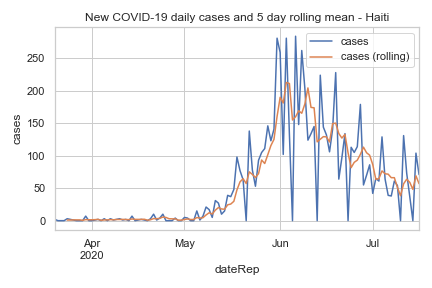 New COVID-19 daily cases and 5 day rolling mean - Haiti
cases
cases (rolling)
250
200
150
100
50
0
cases
Apr
2020
May
Jun
Jul
dateRep